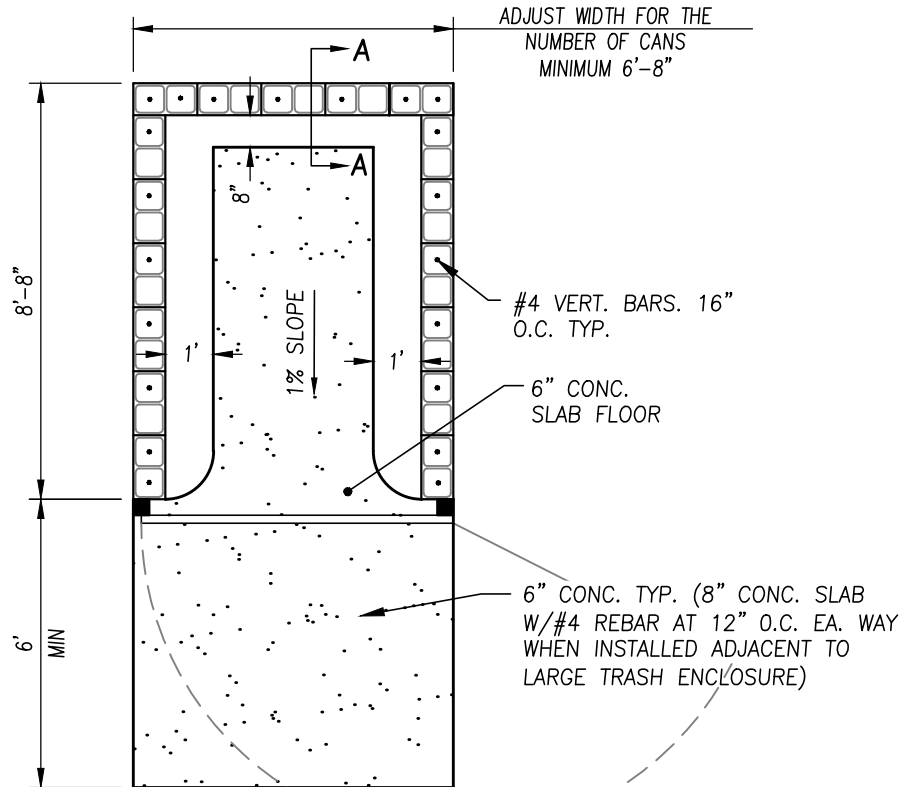 ADJUST WIDTH FOR THE
NUMBER OF CANS
MINIMUM 6'-8"
A
A
8"
8'-8"
#4 VERT. BARS. 16"
O.C. TYP.
1% SLOPE
1'
1'
6" CONC.
SLAB FLOOR
6'
MIN
6" CONC. TYP. (8" CONC. SLAB
W/#4 REBAR AT 12" O.C. EA. WAY
WHEN INSTALLED ADJACENT TO
LARGE TRASH ENCLOSURE)